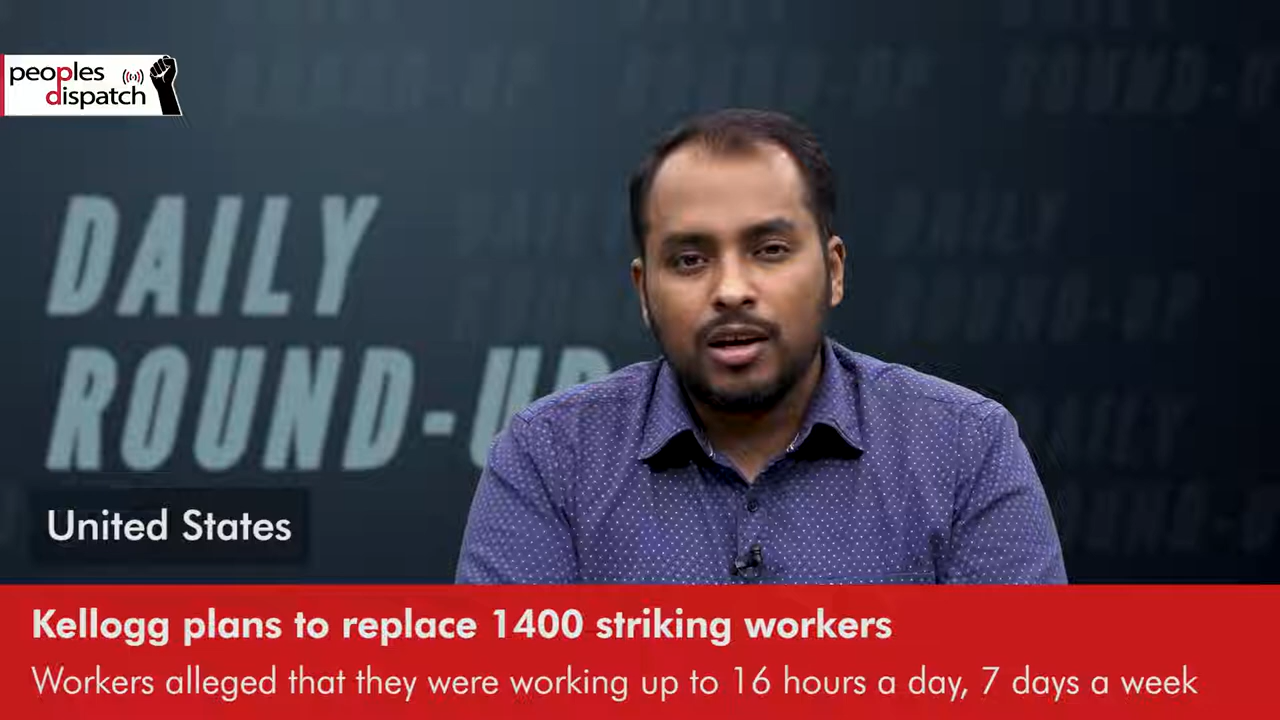 peoples
dispatch
DAILY
ROUND-UP
United States
Kellogg plans to replace 1400 striking workers
Workers alleged that they were working up to 16 hours a day, 7 days a week